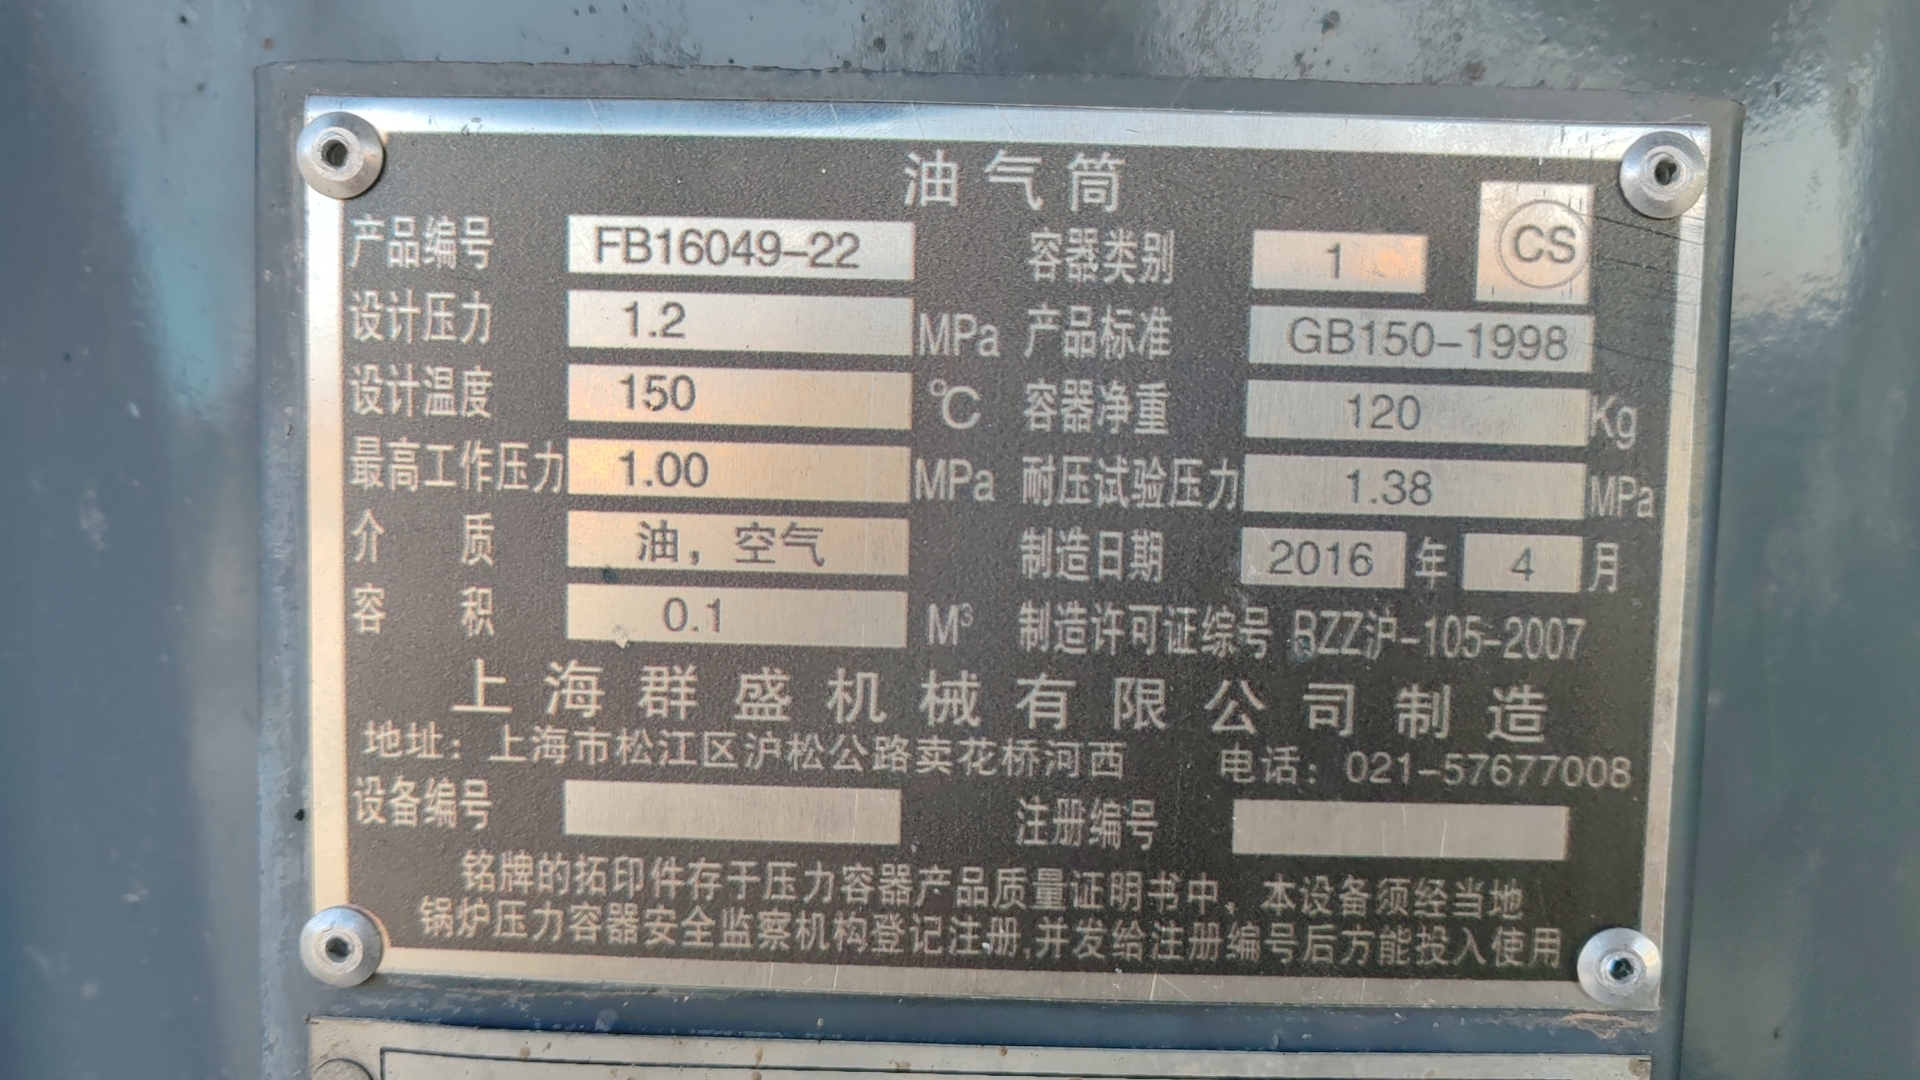 油气筒
CS
产品编号 FB16049-22 容器类别 1
设计压力 1.2 MPa 产品标准 GB150-1998
设计温度 150 ℃ 容器净重 120 Kg
最高工作压力 1.00 MPa 耐压试验压力 1.38 MPa
介 质 油，空气 制造日期 2016 年 4 月
容 积 0.1 M³ 制造许可证综号 RZZ沪-105-2007
上海群盛机械有限公司制造
地址：上海市松江区沪松公路卖花桥河西 电话：021-57677008
设备编号 注册编号
铭牌的拓印件存于压力容器产品质量证明书中，本设备须经当地
锅炉压力容器安全监察机构登记注册,并发给注册编号后方能投入使用